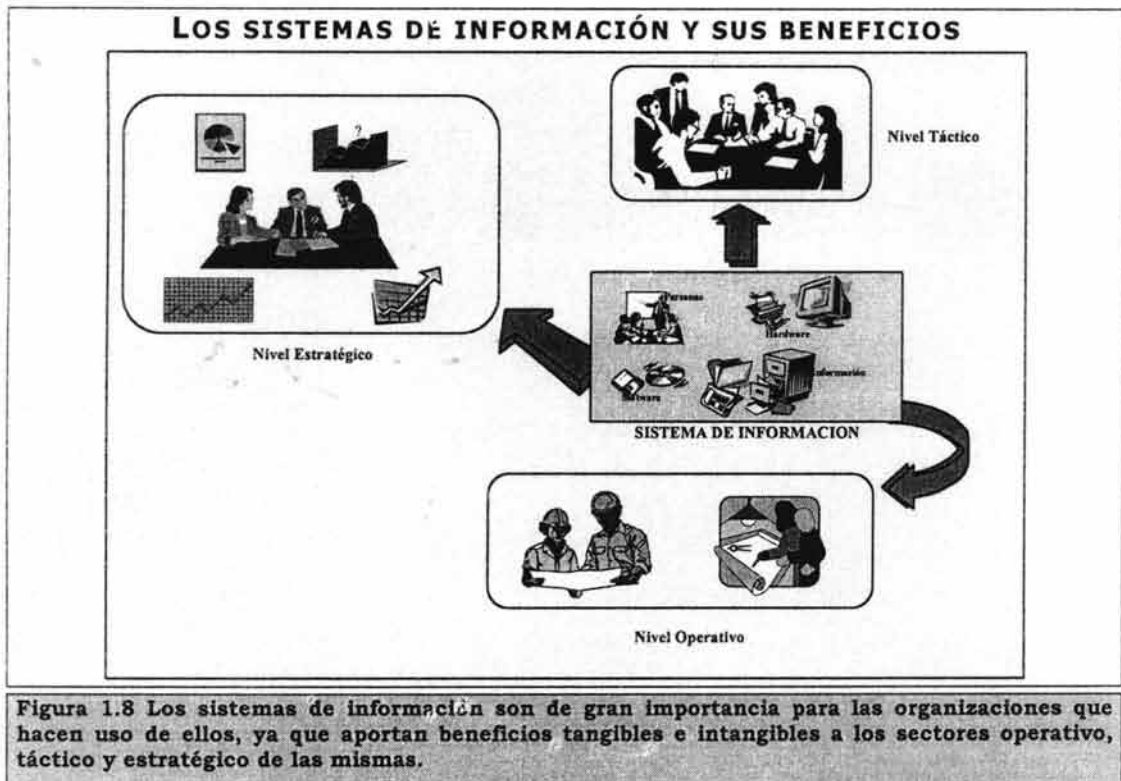 LOS SISTEMAS DE INFORMACIÓN Y SUS BENEFICIOS
Nivel Táctico
?
Nivel Estratégico
Personas
Hardware
Software
Información
SISTEMA DE INFORMACION
Nivel Operativo
Figura 1.8 Los sistemas de información son de gran importancia para las organizaciones que
hacen uso de ellos, ya que aportan beneficios tangibles e intangibles a los sectores operativo,
táctico y estratégico de las mismas.